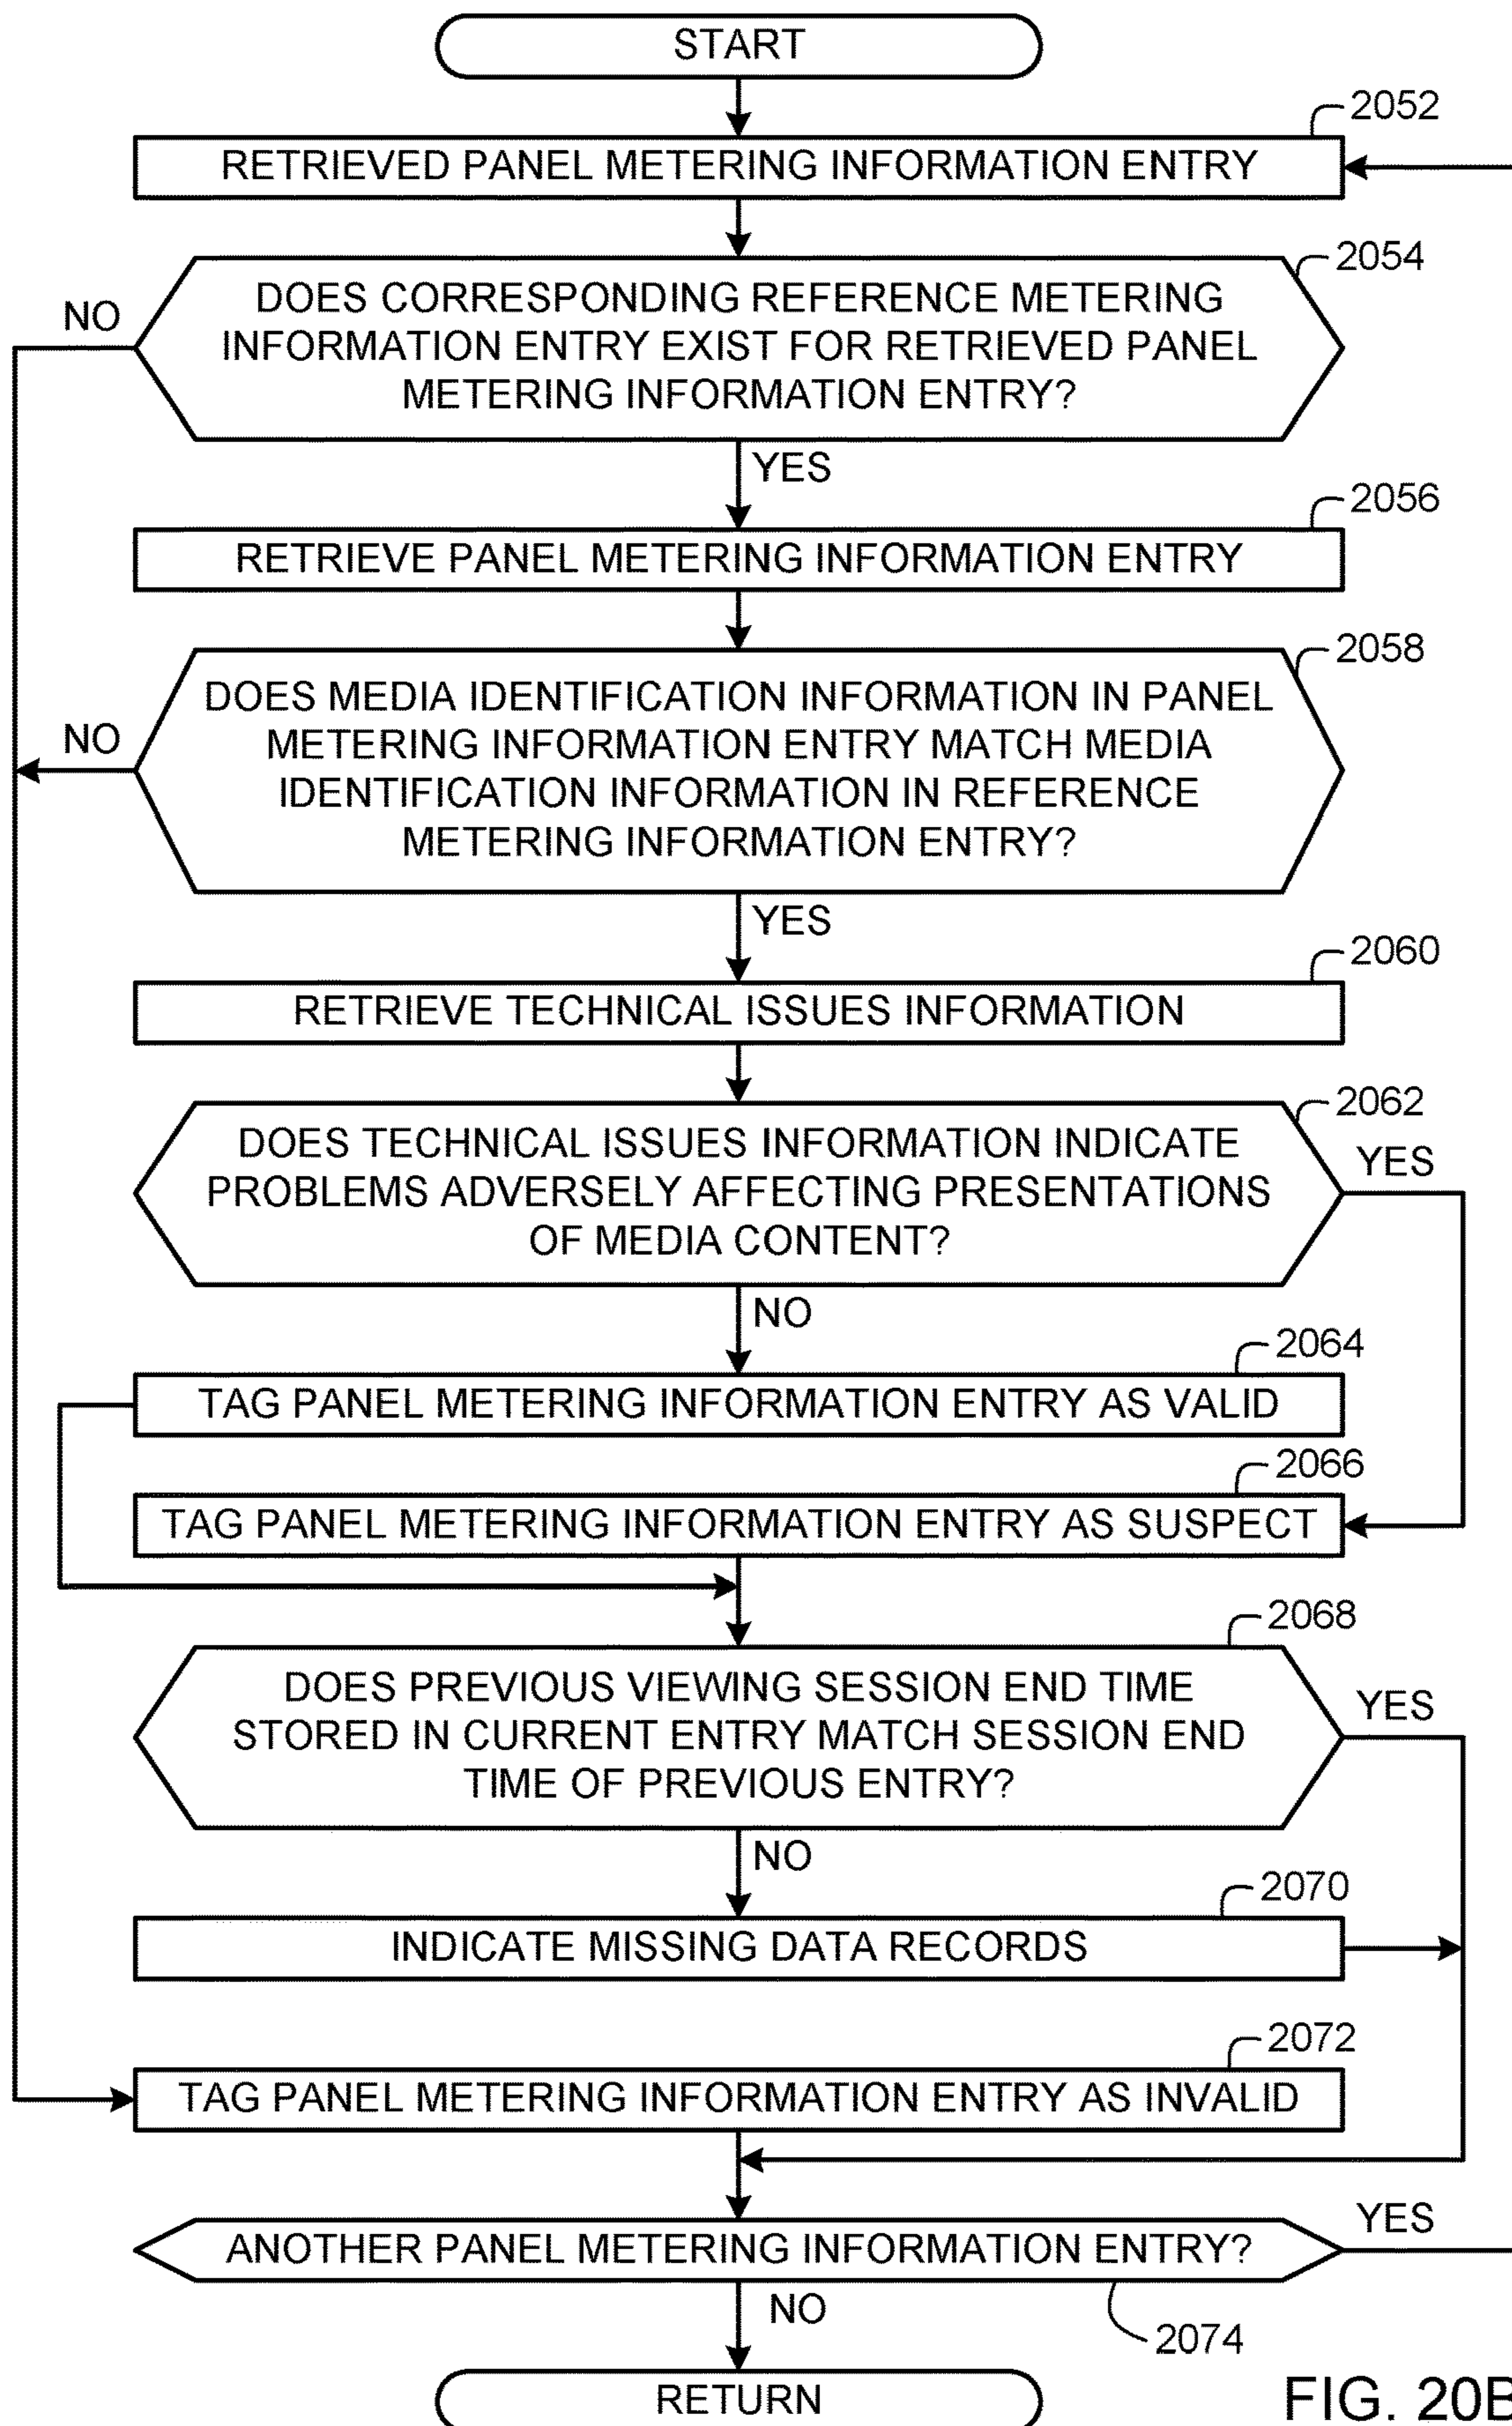 START
2052
RETRIEVED PANEL METERING INFORMATION ENTRY
2054
NO
DOES CORRESPONDING REFERENCE METERING
INFORMATION ENTRY EXIST FOR RETRIEVED PANEL
METERING INFORMATION ENTRY?
YES
2056
RETRIEVE PANEL METERING INFORMATION ENTRY
2058
DOES MEDIA IDENTIFICATION INFORMATION IN PANEL
NO
METERING INFORMATION ENTRY MATCH MEDIA
IDENTIFICATION INFORMATION IN REFERENCE
METERING INFORMATION ENTRY?
YES
2060
RETRIEVE TECHNICAL ISSUES INFORMATION
2062
DOES TECHNICAL ISSUES INFORMATION INDICATE
YES
PROBLEMS ADVERSELY AFFECTING PRESENTATIONS
OF MEDIA CONTENT?
NO
2064
TAG PANEL METERING INFORMATION ENTRY AS VALID
2066
TAG PANEL METERING INFORMATION ENTRY AS SUSPECT
2068
DOES PREVIOUS VIEWING SESSION END TIME
YES
STORED IN CURRENT ENTRY MATCH SESSION END
TIME OF PREVIOUS ENTRY?
NO
2070
INDICATE MISSING DATA RECORDS
2072
TAG PANEL METERING INFORMATION ENTRY AS INVALID
YES
ANOTHER PANEL METERING INFORMATION ENTRY?
NO
2074
RETURN
FIG. 20B